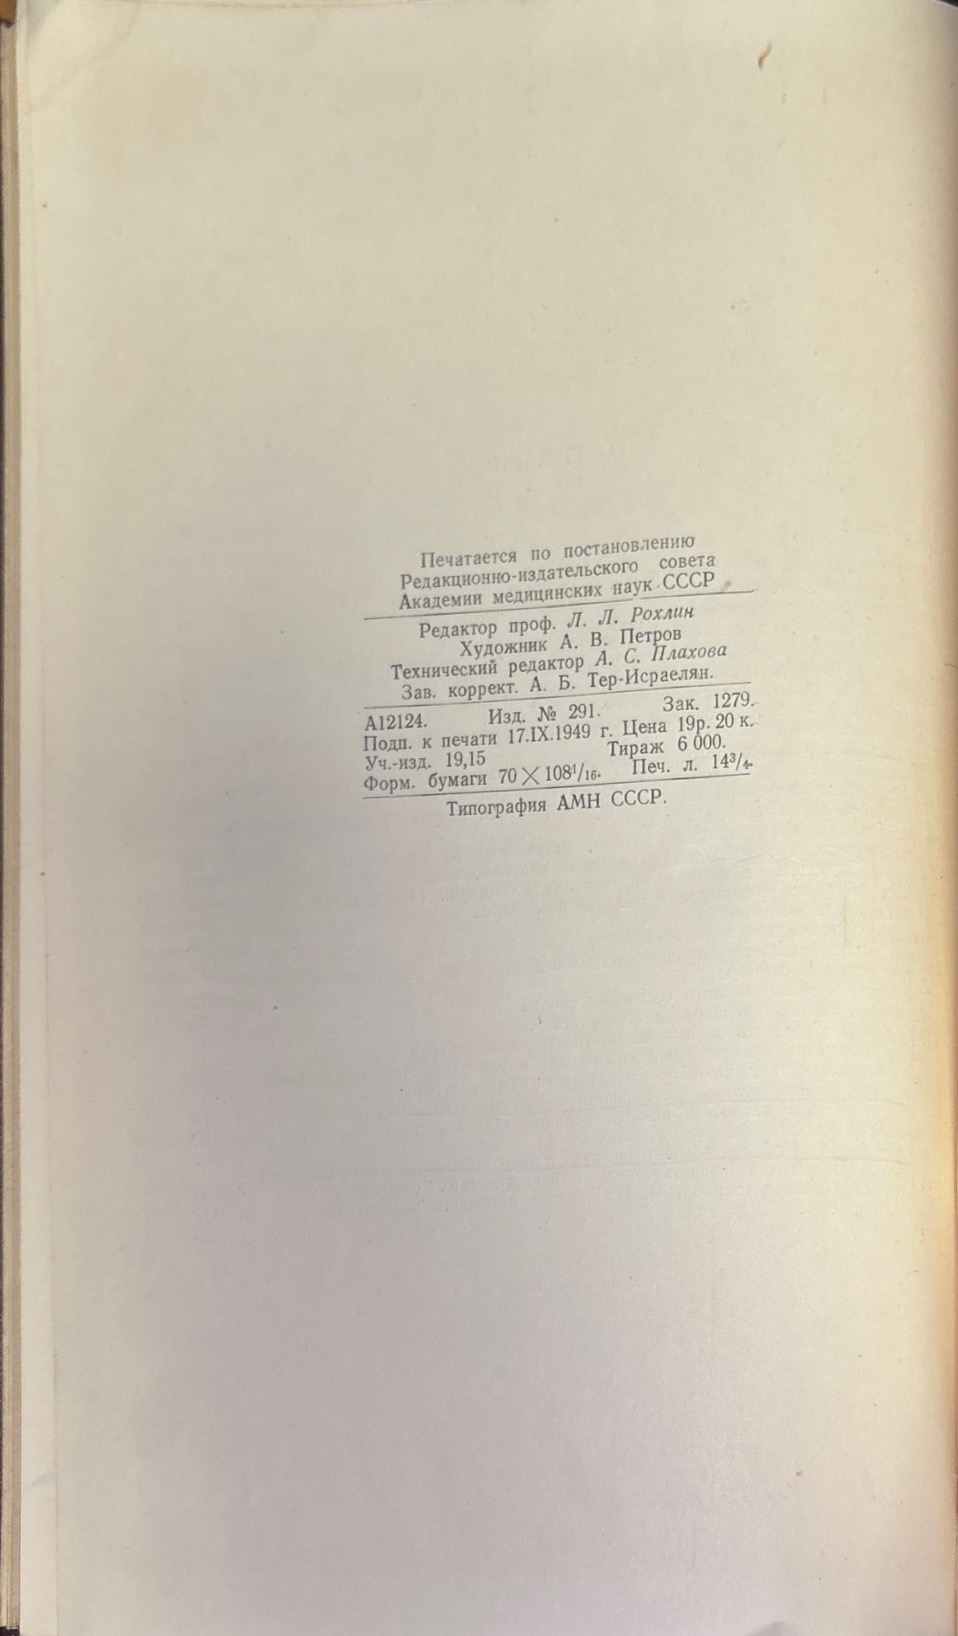 Печатается по постановлению
Редакционно-издательского совета
Академии медицинских наук СССР
Редактор проф. Л. Л. Рохлин
Художник А. В. Петров
Технический редактор А. С. Плахова
Зав. коррект. А. Б. Тер-Исраелян.
А12124. Изд. № 291. Зак. 1279.
Подп. к печати 17.IX.1949 г. Цена 19р. 20 к.
Уч.-изд. 19,15 Тираж 6 000.
Форм. бумаги 70×108¹/₁₆. Печ. л. 14³/₄.
Типография АМН СССР.